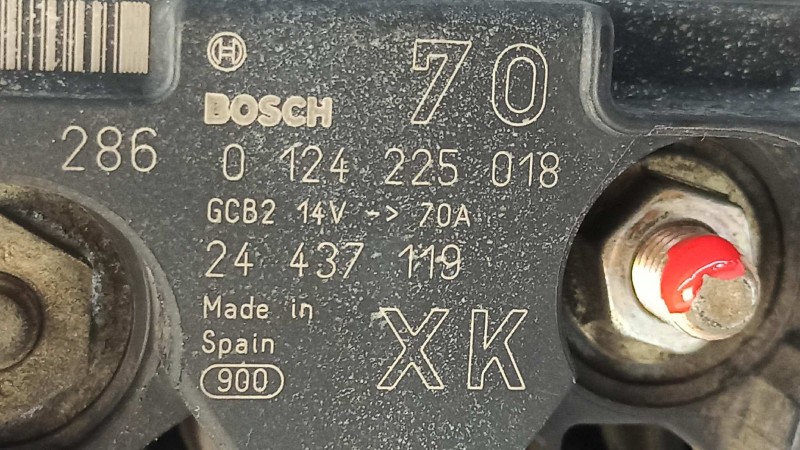 70
BOSCH
286
0 124 225 018
GCB2 14V -> 70A
24 437 119
Made in
Spain
900
XK